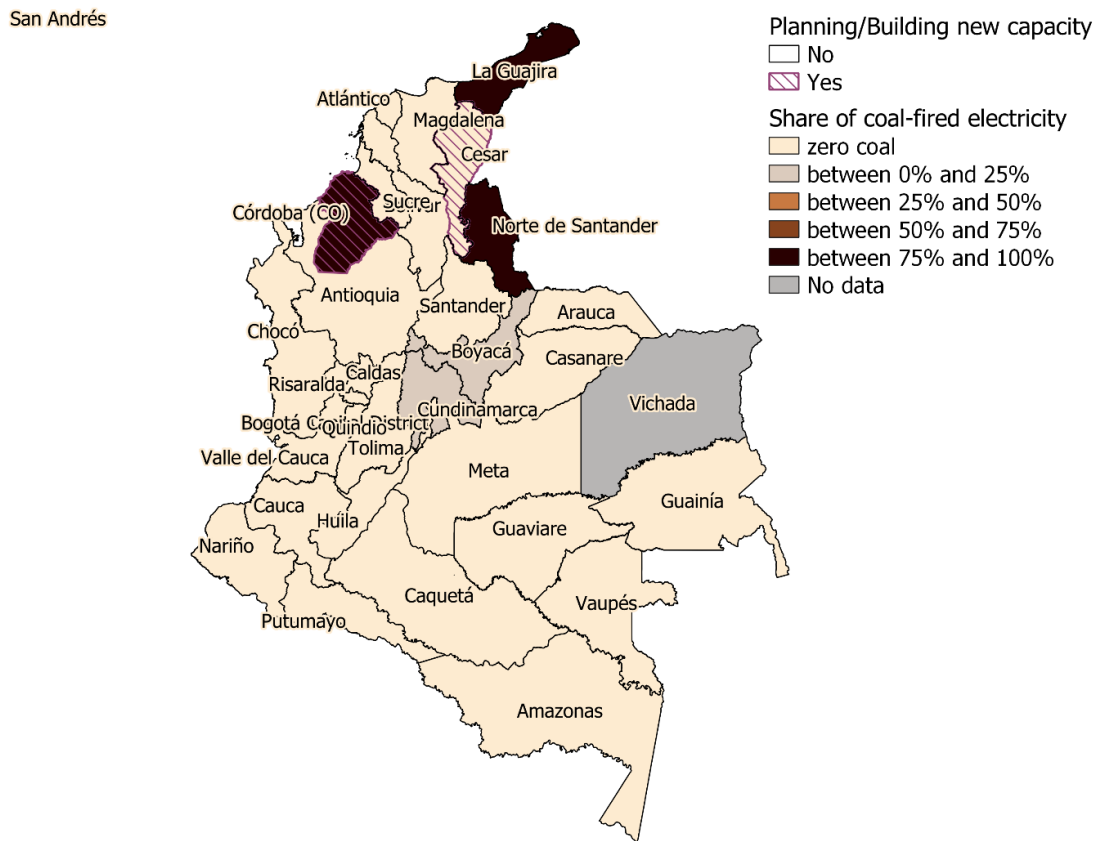 San Andrés
Planning/Building new capacity
No
Yes
Share of coal-fired electricity
zero coal
between 0% and 25%
between 25% and 50%
between 50% and 75%
between 75% and 100%
No data
La Guajira
Atlántico
Magdalena
Cesar
Sucre
Córdoba (CO)
Norte de Santander
Antioquia
Santander
Arauca
Chocó
Boyacá
Casanare
Caldas
Risaralda
Cundinamarca
Vichada
Bogotá Capital District
Quindío
Tolima
Valle del Cauca
Meta
Guainía
Cauca
Huila
Guaviare
Nariño
Caquetá
Vaupés
Putumayo
Amazonas